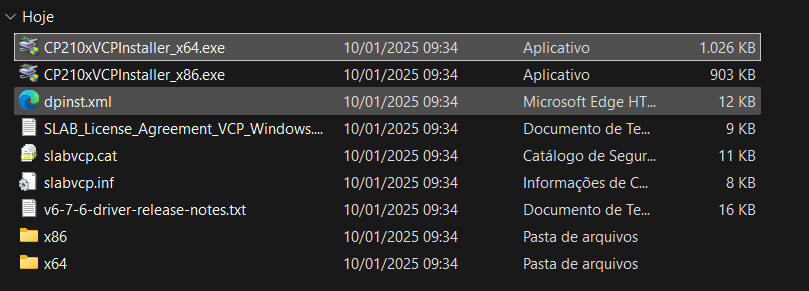 Hoje
CP210xVCPInstaller_x64.exe 10/01/2025 09:34 Aplicativo 1.026 KB
CP210xVCPInstaller_x86.exe 10/01/2025 09:34 Aplicativo 903 KB
dpinst.xml 10/01/2025 09:34 Microsoft Edge HT... 12 KB
SLAB_License_Agreement_VCP_Windows.... 10/01/2025 09:34 Documento de Te... 9 KB
slabvcp.cat 10/01/2025 09:34 Catálogo de Segur... 11 KB
slabvcp.inf 10/01/2025 09:34 Informações de C... 8 KB
v6-7-6-driver-release-notes.txt 10/01/2025 09:34 Documento de Te... 16 KB
x86 10/01/2025 09:34 Pasta de arquivos
x64 10/01/2025 09:34 Pasta de arquivos